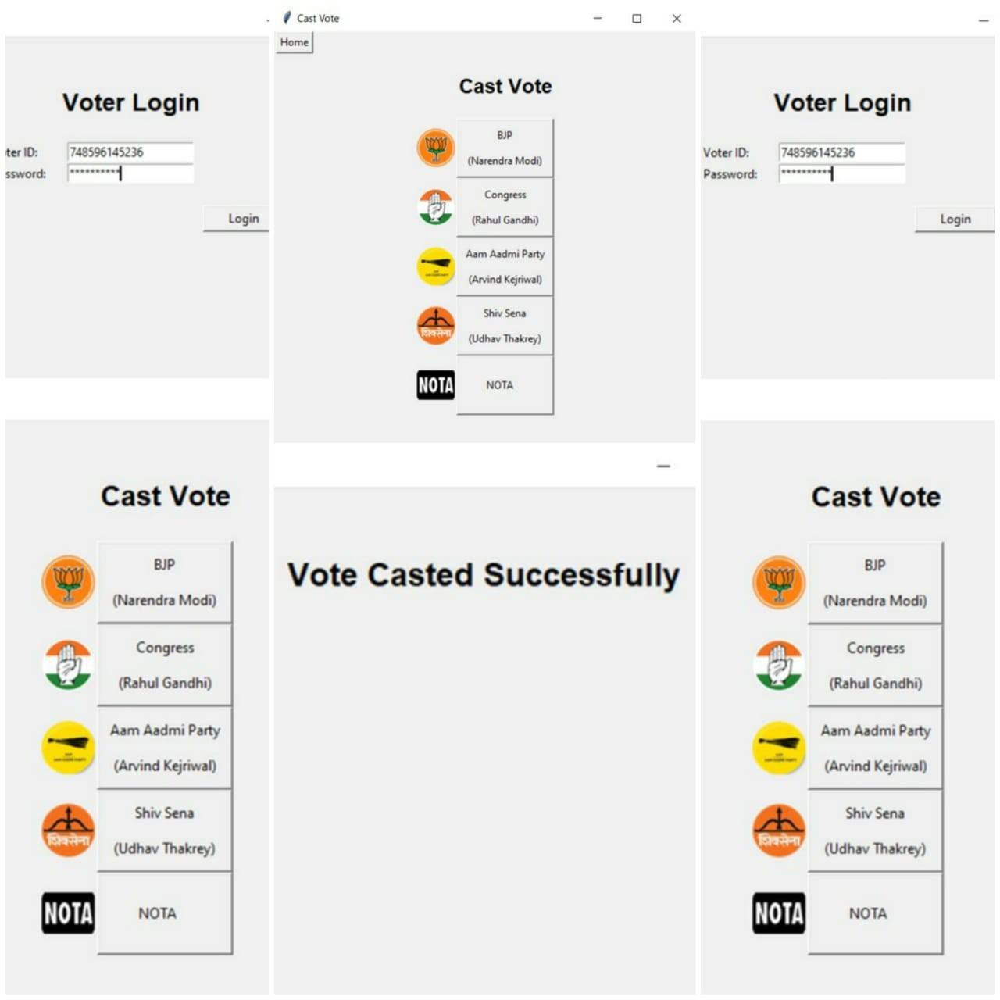 Voter Login
ter ID: 748596145236
ssword: **********
Login
Cast Vote
Home
Cast Vote
BJP
(Narendra Modi)
Congress
(Rahul Gandhi)
Aam Aadmi Party
(Arvind Kejriwal)
शिवसेना
Shiv Sena
(Udhav Thakrey)
NOTA
NOTA
Voter Login
Voter ID: 748596145236
Password: **********
Login
Cast Vote
BJP
(Narendra Modi)
Congress
(Rahul Gandhi)
Aam Aadmi Party
(Arvind Kejriwal)
शिवसेना
Shiv Sena
(Udhav Thakrey)
NOTA
NOTA
Vote Casted Successfully
Cast Vote
BJP
(Narendra Modi)
Congress
(Rahul Gandhi)
Aam Aadmi Party
(Arvind Kejriwal)
शिवसेना
Shiv Sena
(Udhav Thakrey)
NOTA
NOTA